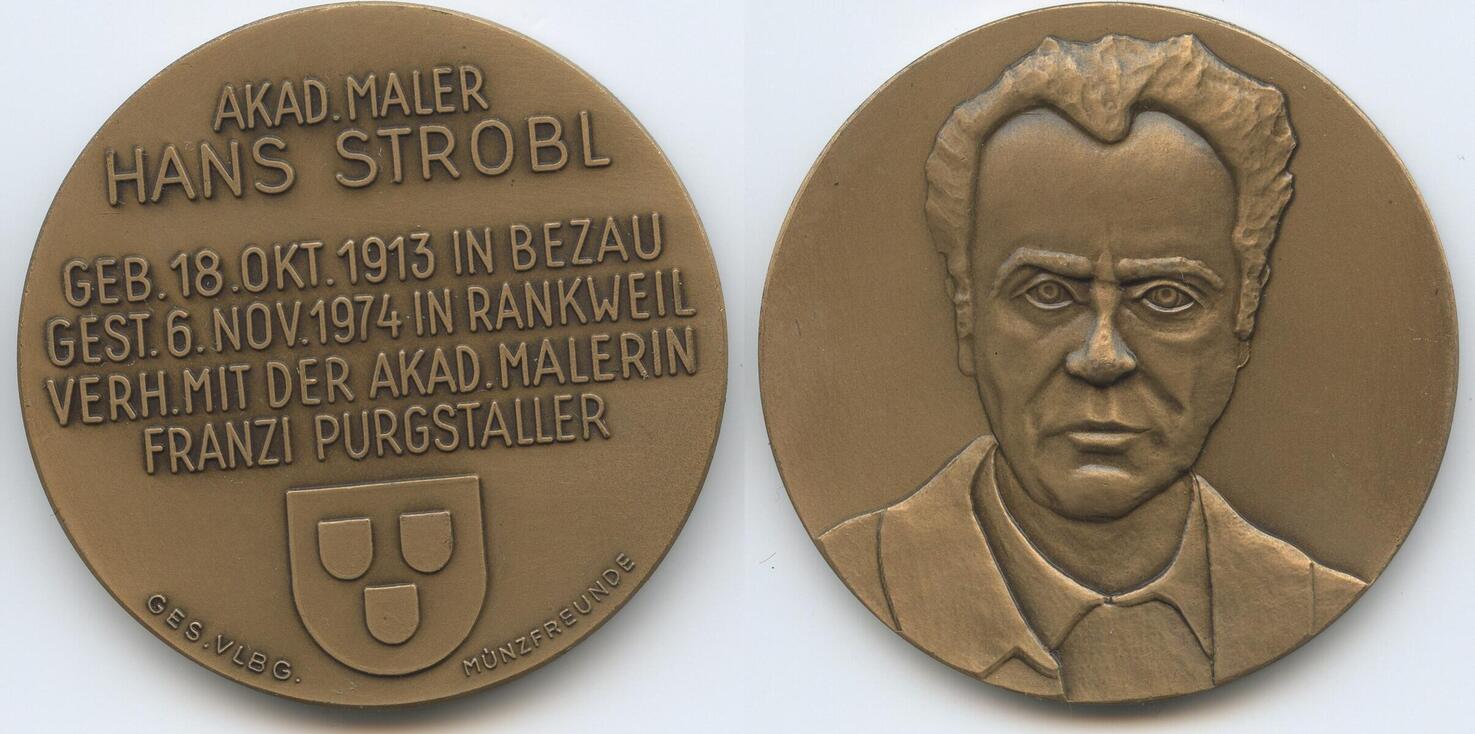 AKAD. MALER
HANS STROBL
GEB. 18. OKT. 1913 IN BEZAU
GEST. 6. NOV. 1974 IN RANKWEIL
VERH. MIT DER AKAD. MALERIN
FRANZI PURGSTALLER
GES. VLBG. MÜNZFREUNDE